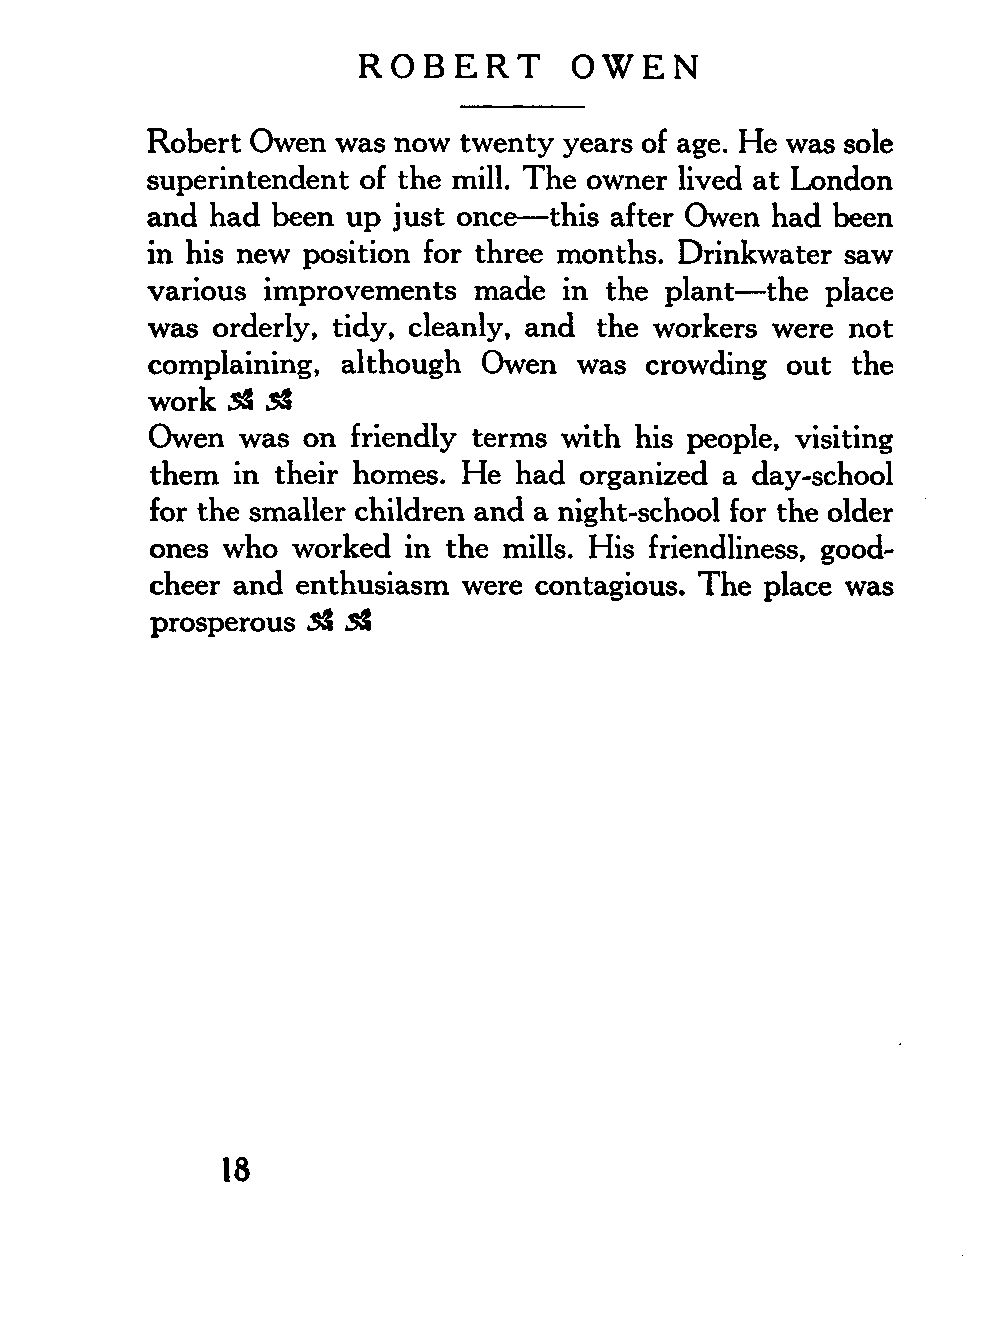 ROBERT OWEN
Robert Owen was now twenty years of age. He was sole
superintendent of the mill. The owner lived at London
and had been up just once—this after Owen had been
in his new position for three months. Drinkwater saw
various improvements made in the plant—the place
was orderly, tidy, cleanly, and the workers were not
complaining, although Owen was crowding out the
work
Owen was on friendly terms with his people, visiting
them in their homes. He had organized a day-school
for the smaller children and a night-school for the older
ones who worked in the mills. His friendliness, good-
cheer and enthusiasm were contagious. The place was
prosperous
18